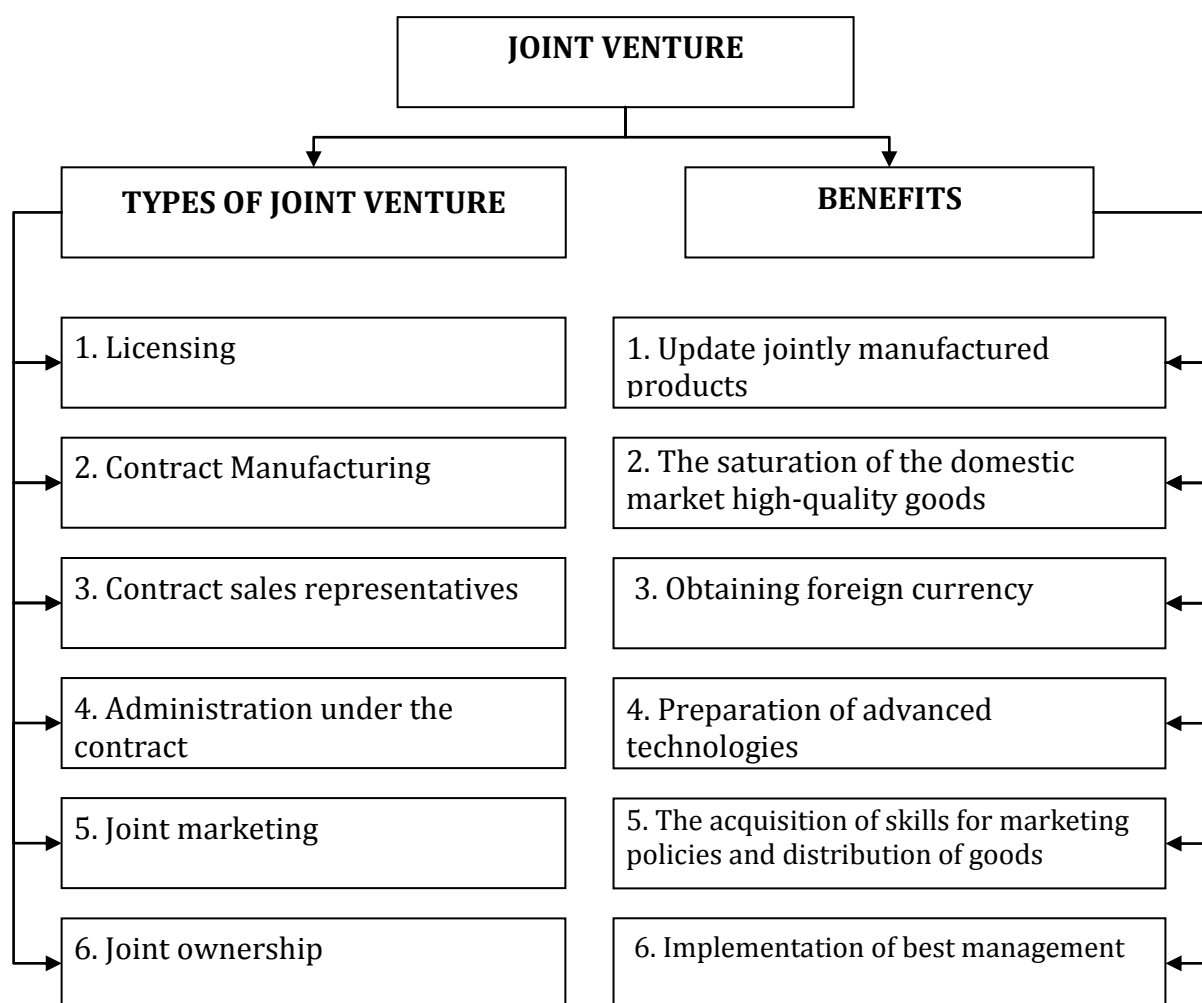 JOINT VENTURE
TYPES OF JOINT VENTURE
BENEFITS
1. Licensing
2. Contract Manufacturing
3. Contract sales representatives
4. Administration under the
contract
5. Joint marketing
6. Joint ownership
1. Update jointly manufactured
products
2. The saturation of the domestic
market high-quality goods
3. Obtaining foreign currency
4. Preparation of advanced
technologies
5. The acquisition of skills for marketing
policies and distribution of goods
6. Implementation of best management